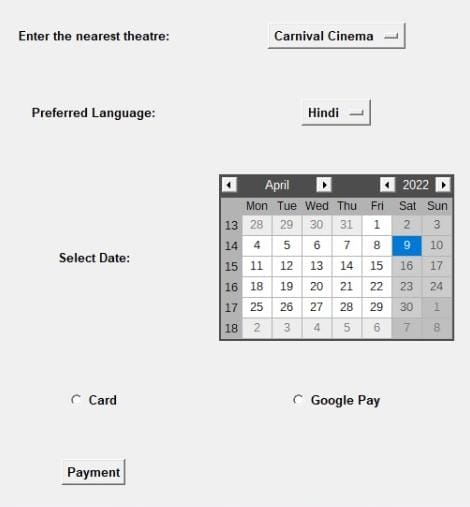 Enter the nearest theatre: Carnival Cinema
Preferred Language: Hindi
April 2022
Mon Tue Wed Thu Fri Sat Sun
13 28 29 30 31 1 2 3
14 4 5 6 7 8 9 10
Select Date:
15 11 12 13 14 15 16 17
16 18 19 20 21 22 23 24
17 25 26 27 28 29 30 1
18 2 3 4 5 6 7 8
Card Google Pay
Payment